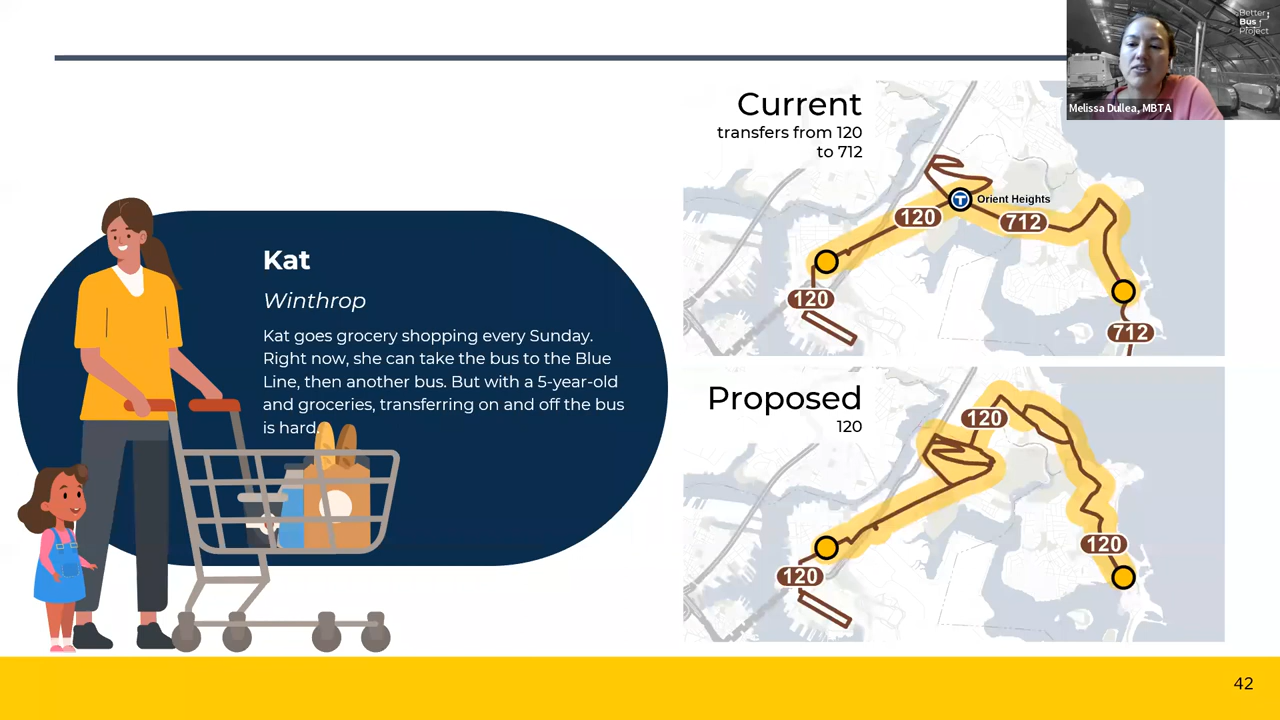 Better
Bus
Project
Melissa Dullea, MBTA
Current
transfers from 120
to 712
Orient Heights
120
712
120
712
Kat
Winthrop
Kat goes grocery shopping every Sunday.
Right now, she can take the bus to the Blue
Line, then another bus. But with a 5-year-old
and groceries, transferring on and off the bus
is hard.
Proposed
120
120
120
120
T
42